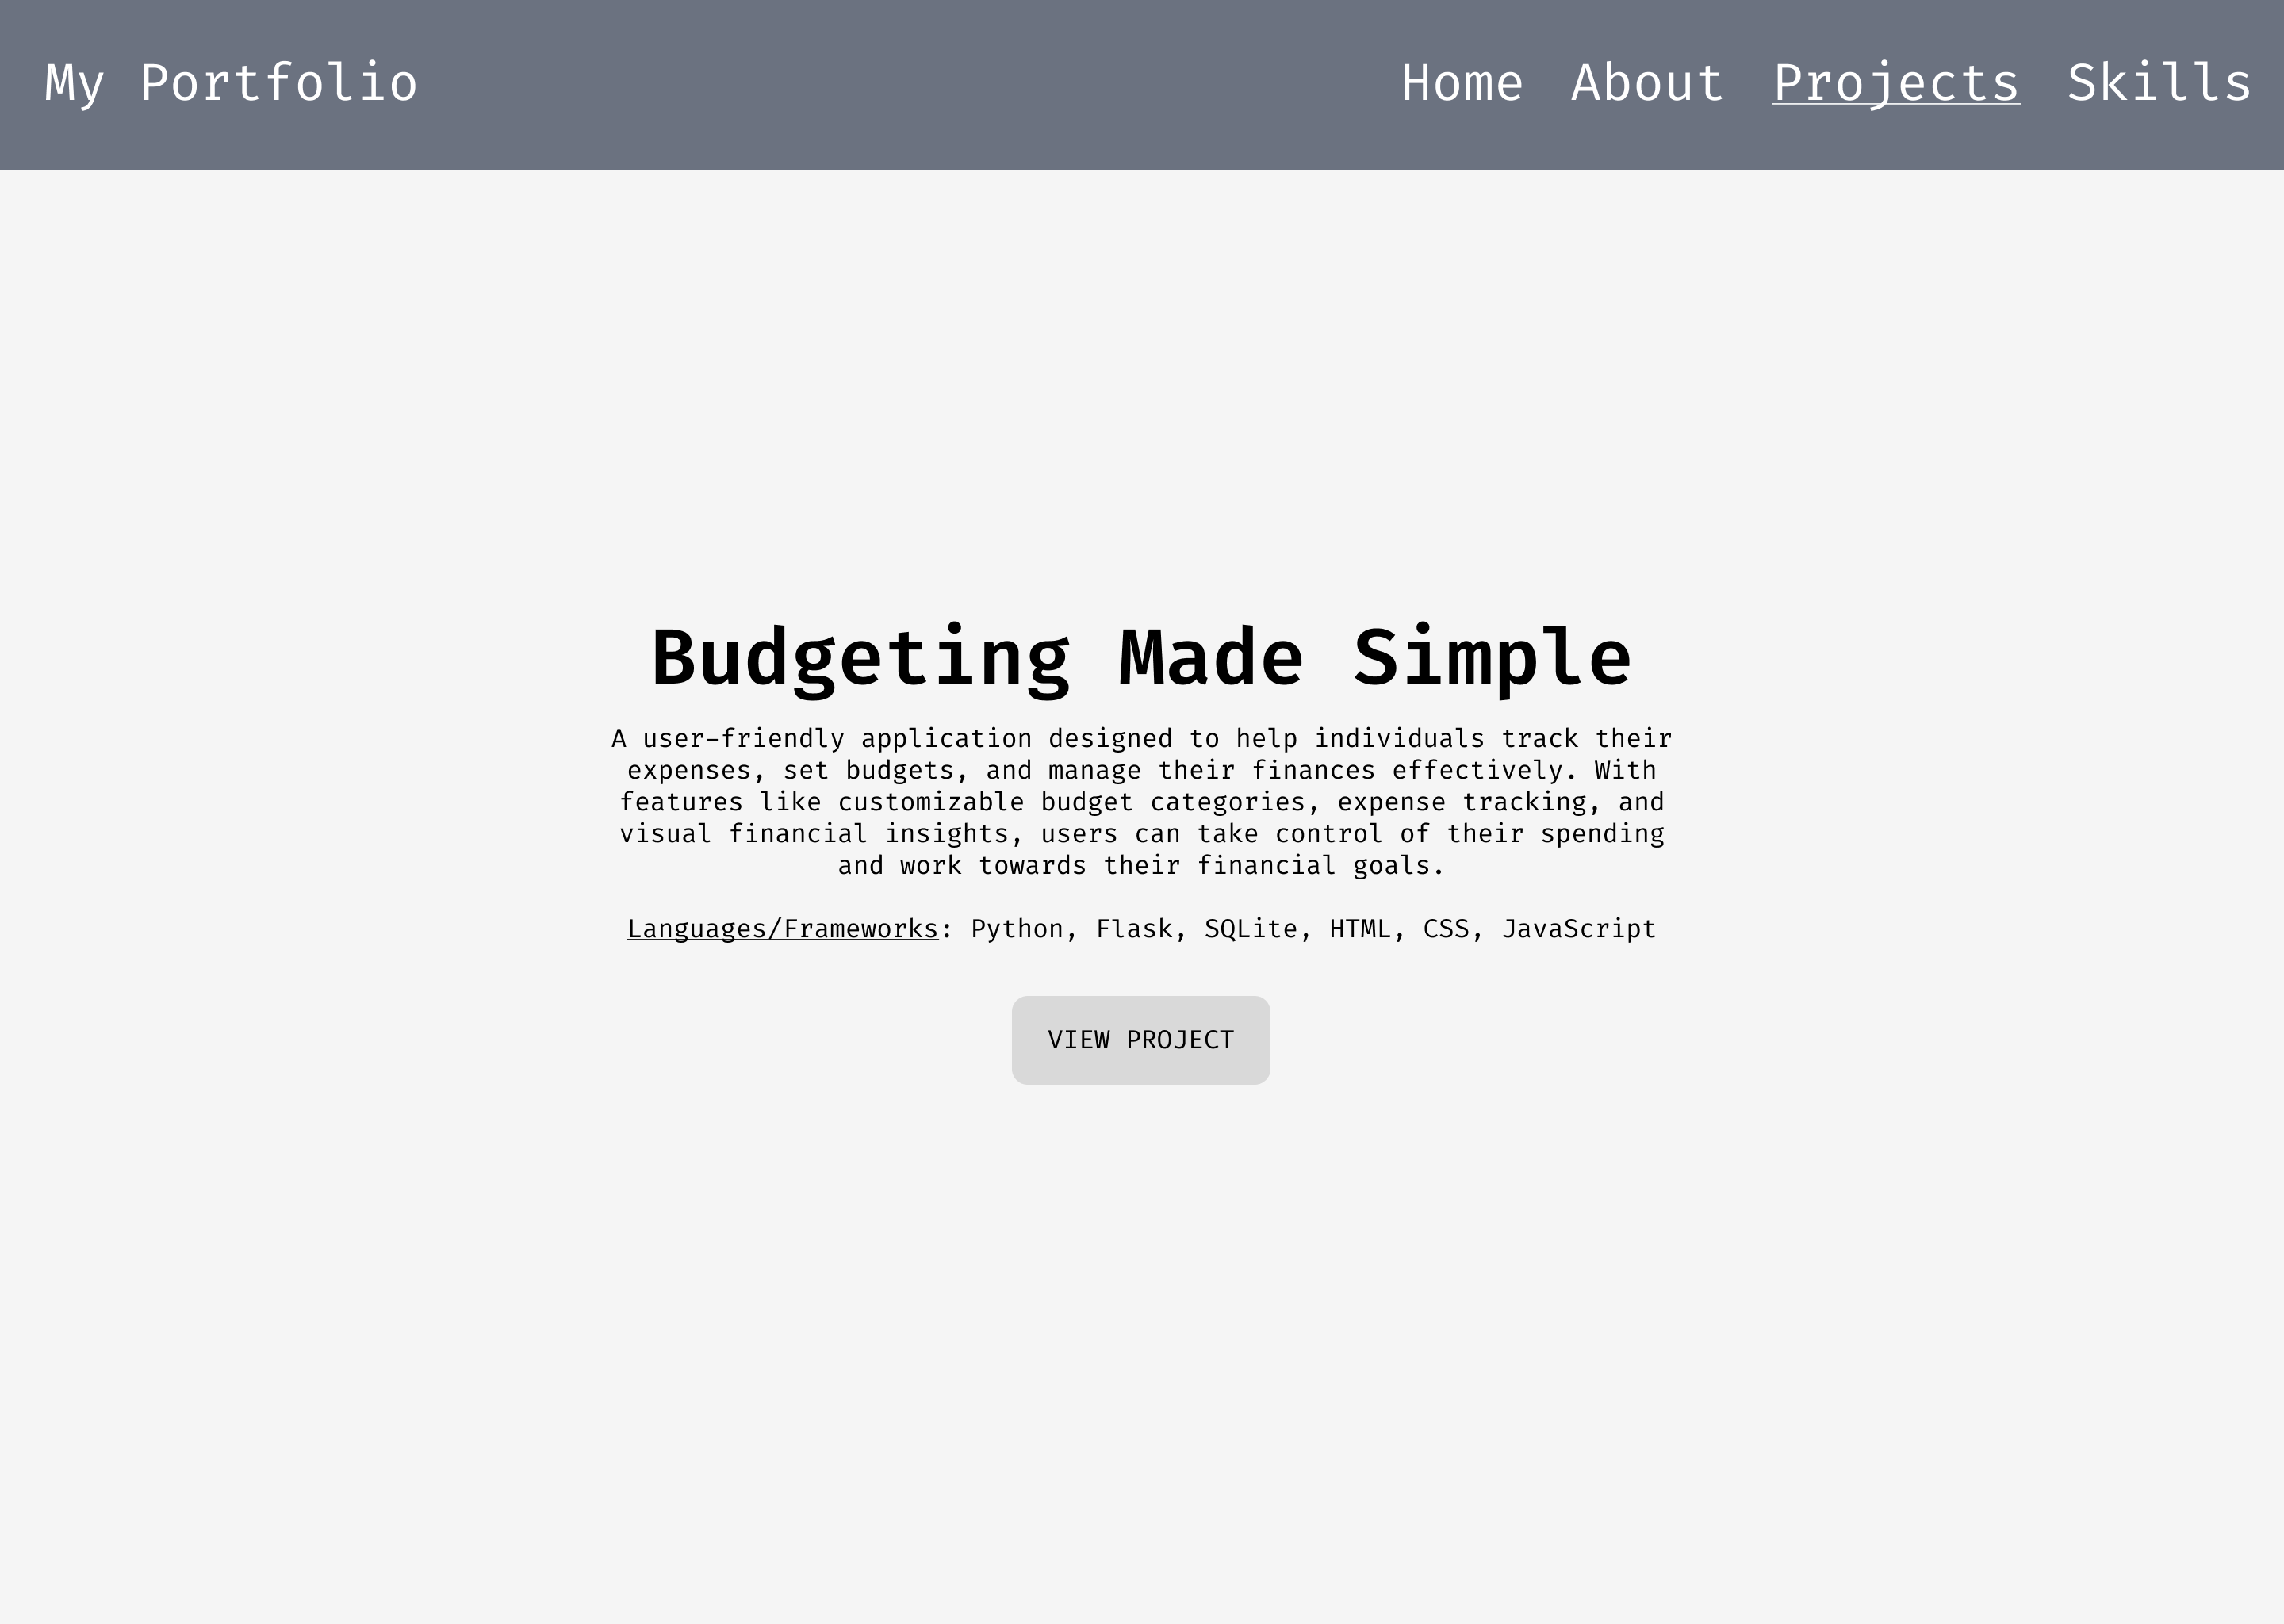 My Portfolio
Home About Projects Skills
Budgeting Made Simple
A user-friendly application designed to help individuals track their
expenses, set budgets, and manage their finances effectively. With
features like customizable budget categories, expense tracking, and
visual financial insights, users can take control of their spending
and work towards their financial goals.
Languages/Frameworks: Python, Flask, SQLite, HTML, CSS, JavaScript
VIEW PROJECT